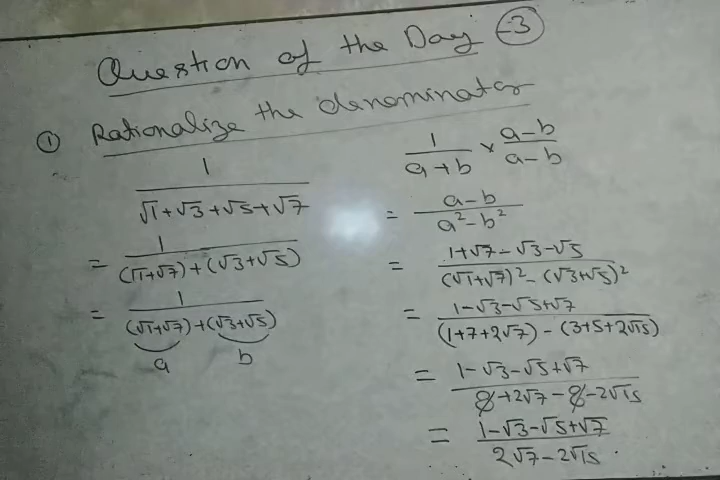 Question of the Day -3
① Rationalize the denominator
1
√1+√3+√5+√7
= 1
(√1+√7)+(√3+√5)
= 1
(√1+√7)+(√3+√5)
a b
1 × a-b
a+b a-b
= a-b
a²-b²
= 1+√7-√3-√5
(√1+√7)²-(√3+√5)²
= 1-√3-√5+√7
(1+7+2√7)-(3+5+2√15)
= 1-√3-√5+√7
8+2√7-8-2√15
= 1-√3-√5+√7
2√7-2√15.